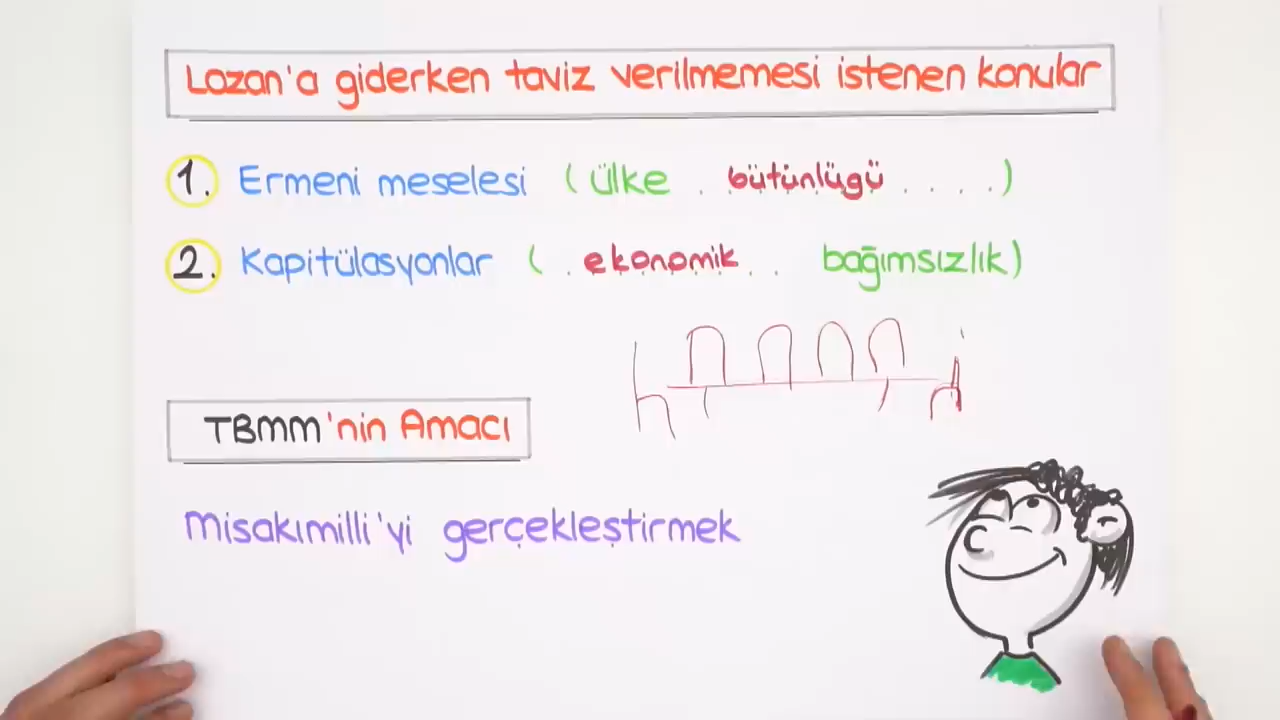 Lozan'a giderken taviz verilmemesi istenen konular
1. Ermeni meselesi (ülke . bütünlüğü . . . .)
2. Kapitülasyonlar ( . ekonomik . . bağımsızlık)
TBMM'nin Amacı
Misakımilli'yi gerçekleştirmek